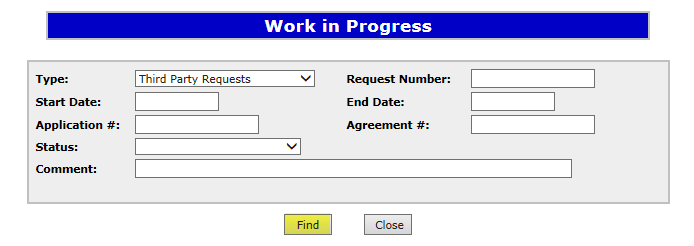 Work in Progress
Type: Third Party Requests Request Number:
Start Date: End Date:
Application #: Agreement #:
Status:
Comment:
Find Close